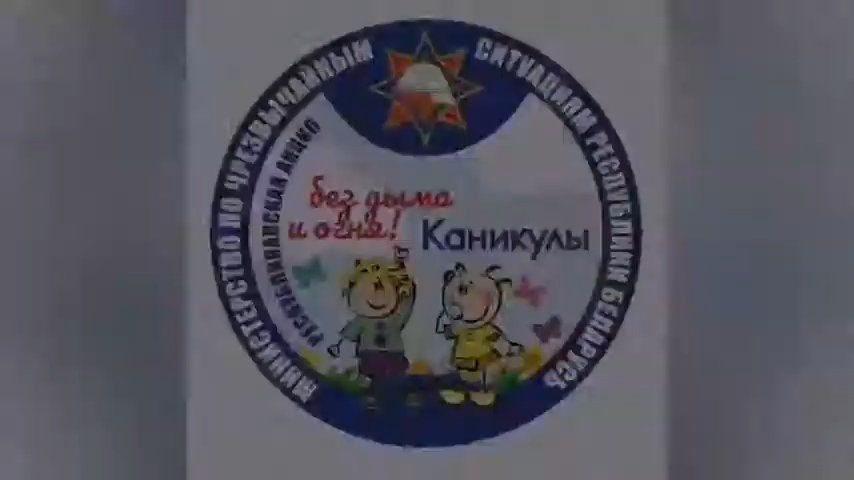 МИНИСТЕРСТВО ПО ЧРЕЗВЫЧАЙНЫМ СИТУАЦИЯМ РЕСПУБЛИКИ БЕЛАРУСЬ
РЕСПУБЛИКАНСКАЯ АКЦИЯ
без дыма
и огня!
Каникулы